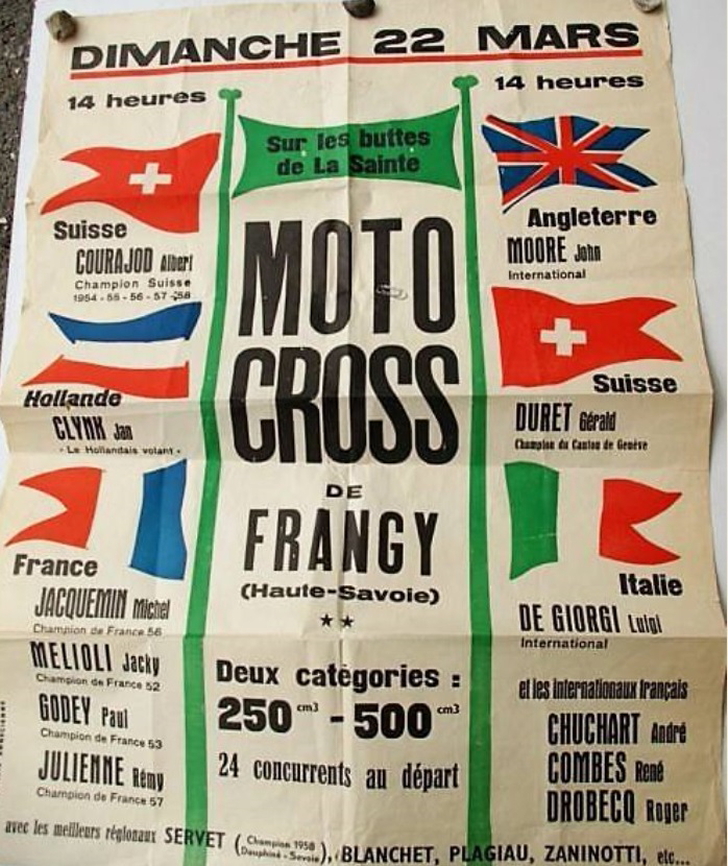 DIMANCHE 22 MARS
14 heures
14 heures
Sur les buttes
de La Sainte
Suisse
COURAJOD Albert
Champion Suisse
1954 - 55 - 56 - 57 - 58
Hollande
CLYNK Jan
- Le Hollandais volant -
France
JACQUEMIN Michel
Champion de France 56
MELIOLI Jacky
Champion de France 52
GODEY Paul
Champion de France 53
JULIENNE Rémy
Champion de France 57
MOTO
CROSS
DE
FRANGY
(Haute-Savoie)
★ ★
Deux catégories :
250 cm3 - 500 cm3
24 concurrents au départ
Angleterre
MOORE John
International
Suisse
DURET Gérald
Champion du Canton de Genève
Italie
DE GIORGI Luigi
International
et les internationaux français
CHUCHART André
COMBES René
DROBECQ Roger
avec les meilleurs régionaux SERVET (Champion 1958 Dauphiné - Savoie), BLANCHET, PLAGIAU, ZANINOTTI, etc...